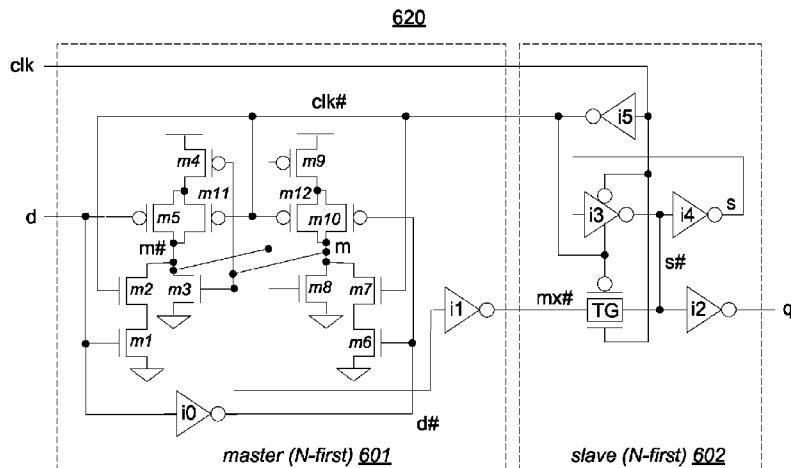 620
clk
clk#
i5
m4
m9
m11
m12
i3
i4
s
d
m5
m10
m#
m
s#
m2
m3
m8
m7
i1
mx#
TG
i2
q
m1
m6
i0
d#
master (N-first) 601
slave (N-first) 602